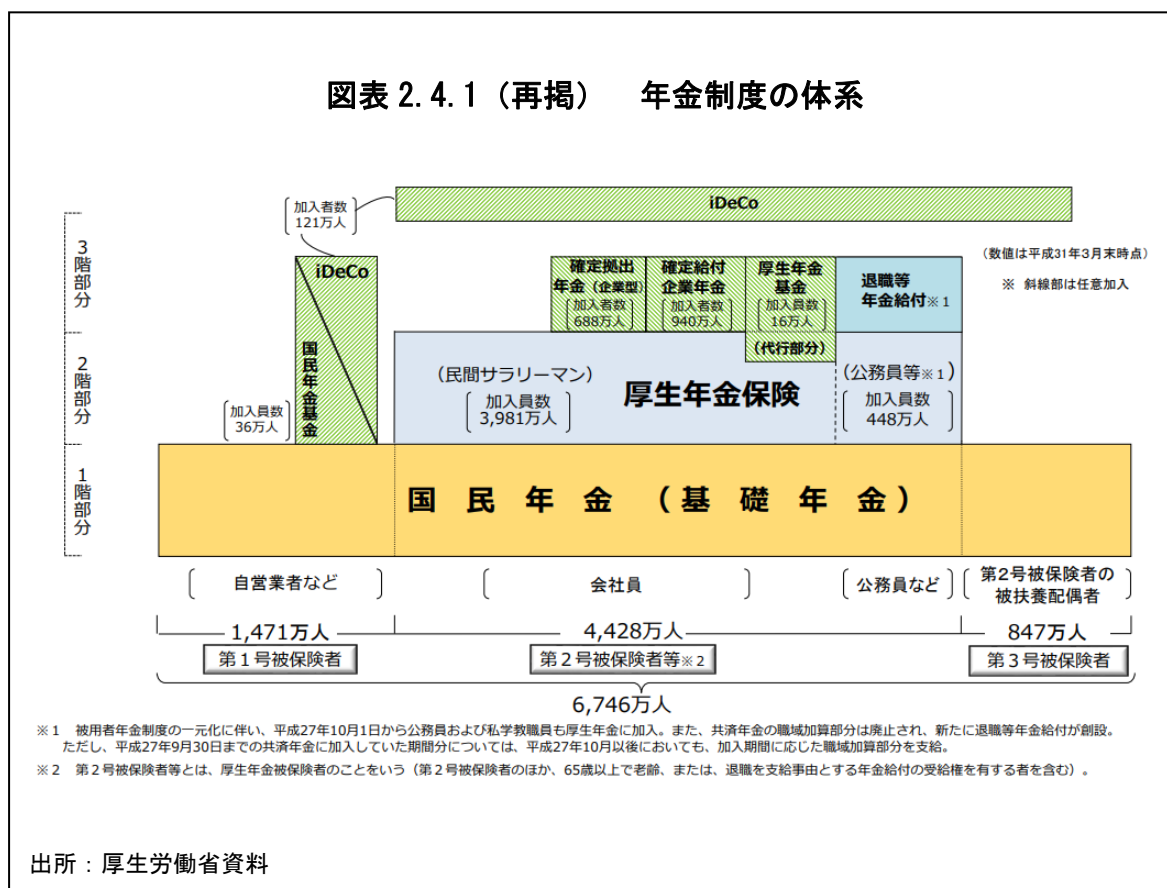 図表 2.4.1（再掲） 年金制度の体系
iDeCo
加入者数
121万人
3階部分
2階部分
1階部分
iDeCo
国民年金基金
加入員数
36万人
確定拠出
年金（企業型）
加入者数
688万人
確定給付
企業年金
加入者数
940万人
厚生年金
基金
加入員数
16万人
（代行部分）
退職等
年金給付※1
（数値は平成31年3月末時点）
※ 斜線部は任意加入
（民間サラリーマン）
加入員数
3,981万人
厚生年金保険
（公務員等※1）
加入員数
448万人
国民年金（基礎年金）
自営業者など
会社員
公務員など
第2号被保険者の
被扶養配偶者
1,471万人
4,428万人
847万人
第1号被保険者
第2号被保険者等※2
第3号被保険者
6,746万人
※1 被用者年金制度の一元化に伴い、平成27年10月1日から公務員および私学教職員も厚生年金に加入。また、共済年金の職域加算部分は廃止され、新たに退職等年金給付が創設。
ただし、平成27年9月30日までの共済年金に加入していた期間分については、平成27年10月以後においても、加入期間に応じた職域加算部分を支給。
※2 第2号被保険者等とは、厚生年金被保険者のことをいう（第2号被保険者のほか、65歳以上で老齢、または、退職を支給事由とする年金給付の受給権を有する者を含む）。
出所：厚生労働省資料